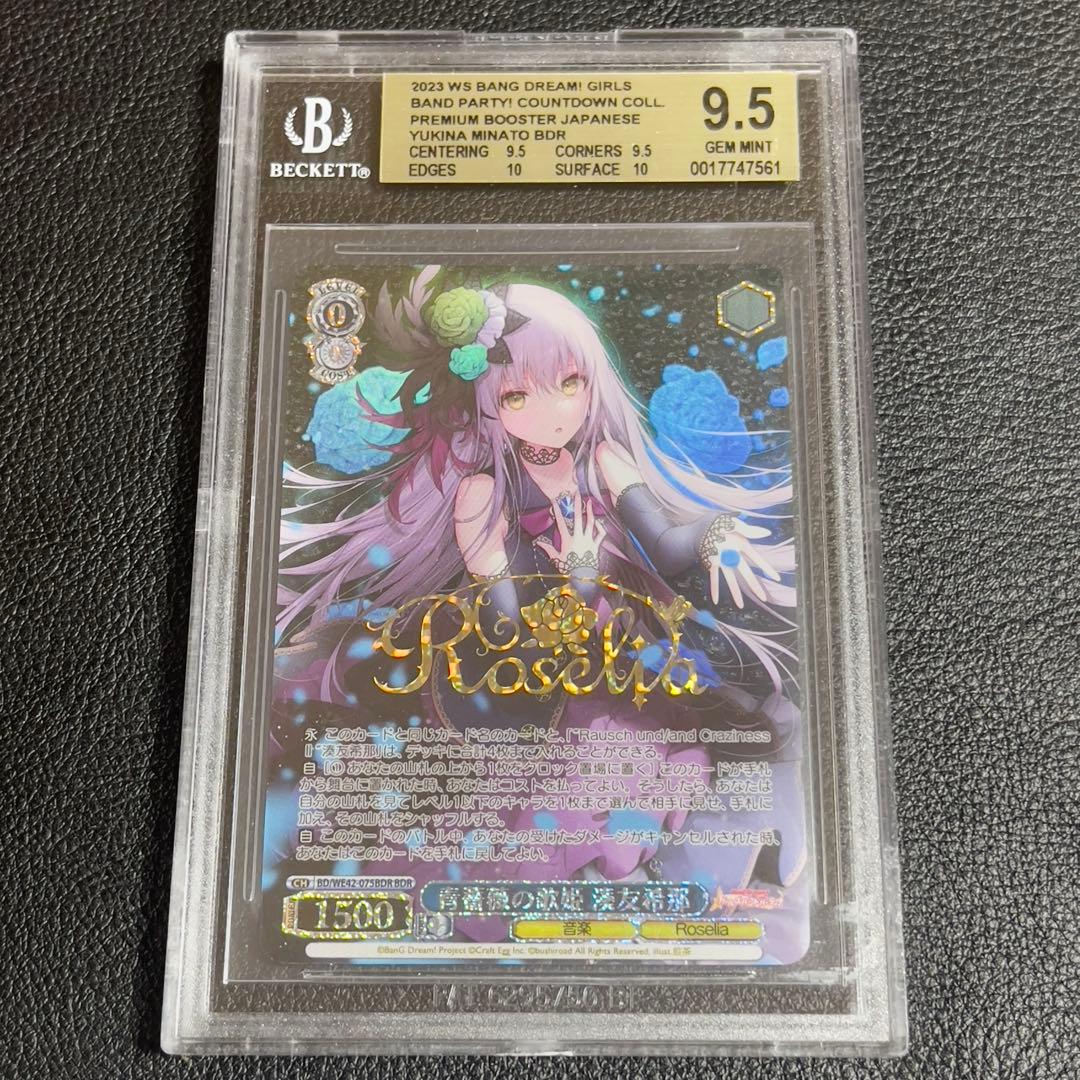 2023 WS BANG DREAM! GIRLS
BAND PARTY! COUNTDOWN COLL.
PREMIUM BOOSTER JAPANESE
YUKINA MINATO BDR
CENTERING 9.5 CORNERS 9.5
EDGES 10 SURFACE 10
9.5
GEM MINT
0017747561
B
BECKETT®
LEVEL
0
COST
Roselia
永 このカードと同じカード名のカードと、「“Rausch und/and Craziness
Ⅱ”湊友希那」は、デッキに合計4枚まで入れることができる。
自 [⑴ あなたの山札の上から1枚をクロック置場に置く] このカードが手札
から舞台に置かれた時、あなたはコストを払ってよい。そうしたら、あなたは
自分の山札を見てレベル1以下のキャラを1枚まで選んで相手に見せ、手札に
加え、その山札をシャッフルする。
自 このカードのバトル中、あなたの受けたダメージがキャンセルされた時、
あなたはこのカードを手札に戻してよい。
CH BD/WE42-075BDR BDR
青薔薇の歌姫 湊友希那
1500
音楽 Roselia
©BanG Dream! Project ©Craft Egg Inc. ©bushiroad All Rights Reserved. Illust.煎茶